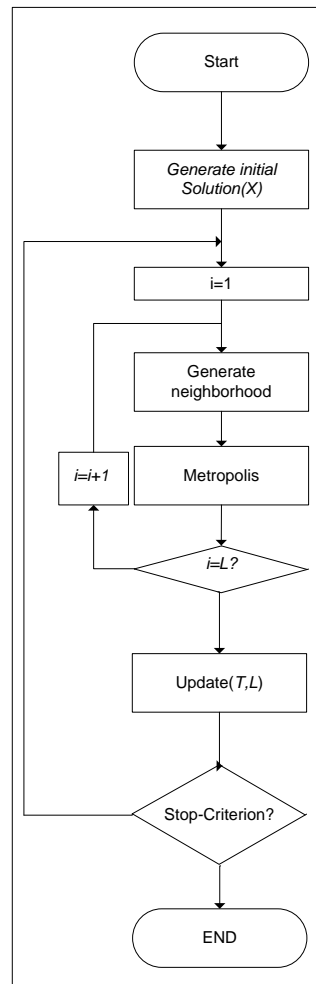 Start
Generate initial
Solution(X)
i=1
Generate
neighborhood
i=i+1
Metropolis
i=L?
Update(T,L)
Stop-Criterion?
END